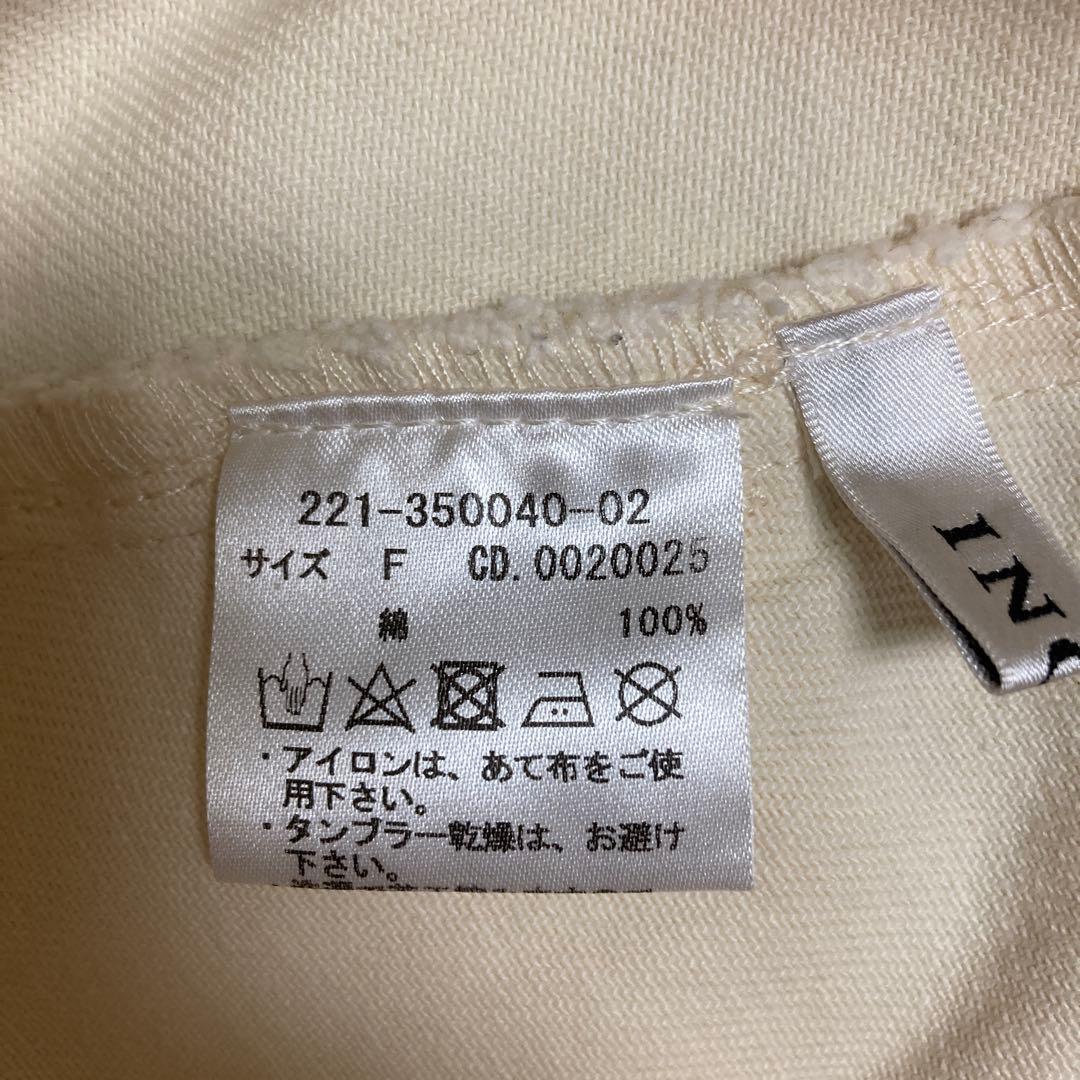 221-350040-02
サイズ F CD.0020025
綿 100%
・アイロンは、あて布をご使
用下さい。
・タンブラー乾燥は、お避け
下さい。
IN